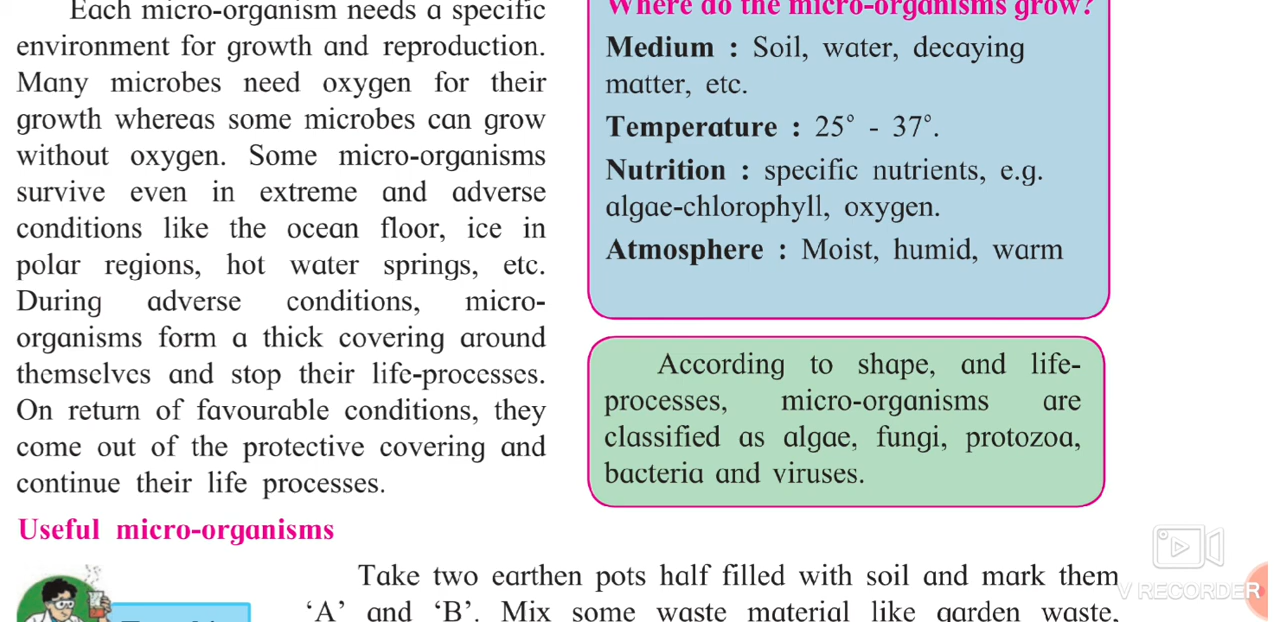 Each micro-organism needs a specific
environment for growth and reproduction.
Many microbes need oxygen for their
growth whereas some microbes can grow
without oxygen. Some micro-organisms
survive even in extreme and adverse
conditions like the ocean floor, ice in
polar regions, hot water springs, etc.
During adverse conditions, micro-
organisms form a thick covering around
themselves and stop their life-processes.
On return of favourable conditions, they
come out of the protective covering and
continue their life processes.
Where do the micro-organisms grow?
Medium : Soil, water, decaying
matter, etc.
Temperature : 25° - 37°.
Nutrition : specific nutrients, e.g.
algae-chlorophyll, oxygen.
Atmosphere : Moist, humid, warm
According to shape, and life-
processes, micro-organisms are
classified as algae, fungi, protozoa,
bacteria and viruses.
Useful micro-organisms
Take two earthen pots half filled with soil and mark them
‘A’ and ‘B’. Mix some waste material like garden waste,
V RECORDER